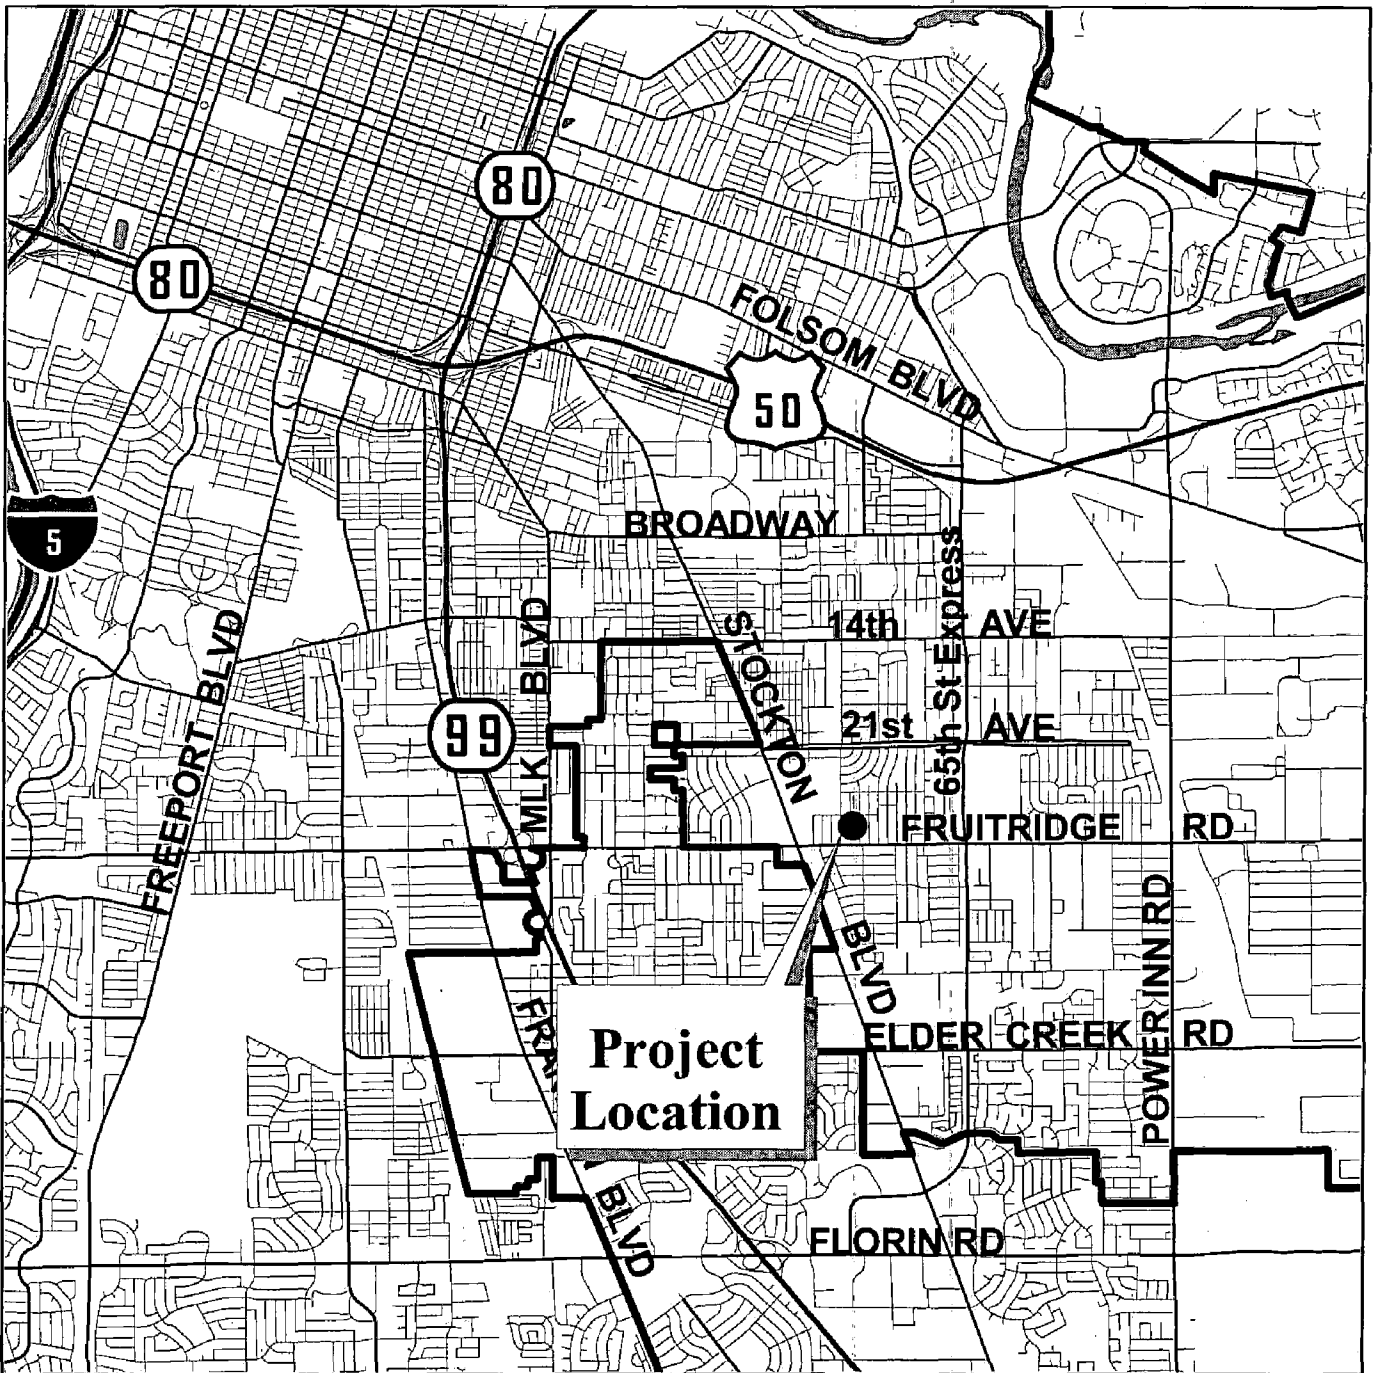 80
80
FOLSOM BLVD
50
5
BROADWAY
65th St Express
14th AVE
STOCKTON BLVD
MLK BLVD
FREEPORT BLVD
99
21st AVE
FRUITRIDGE RD
POWER INN RD
ELDER CREEK RD
FRA
BLVD
Project
Location
FLORIN RD